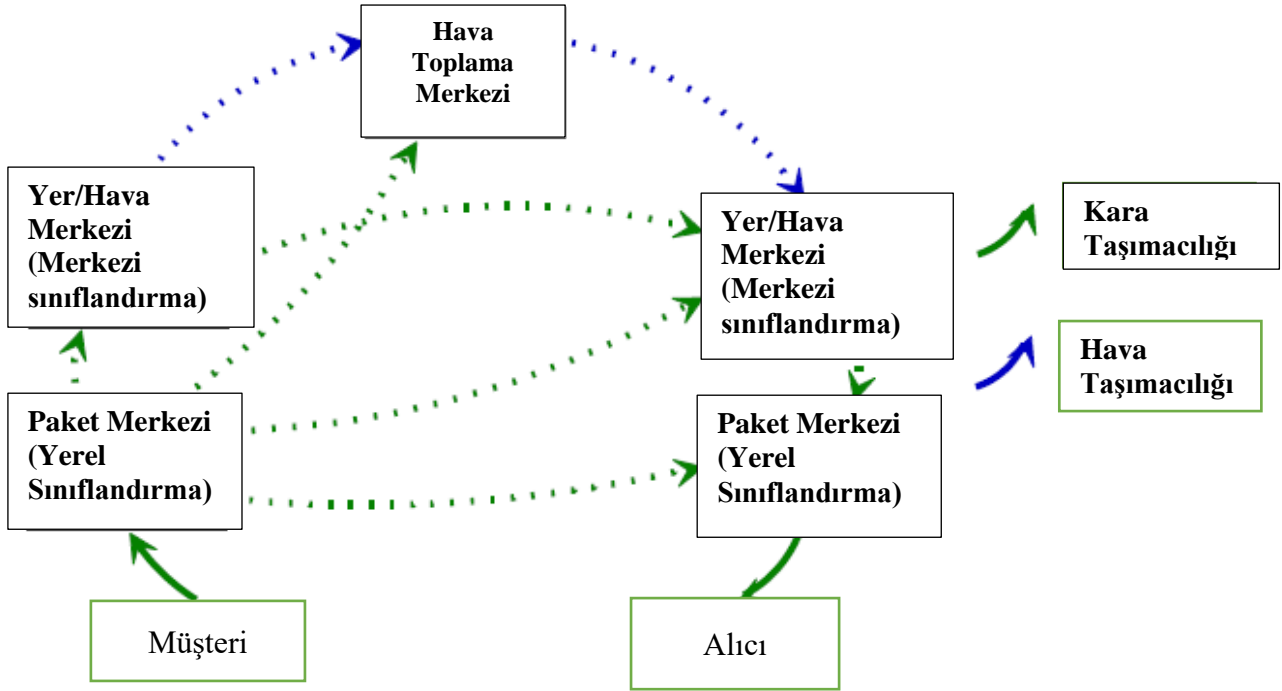 Hava
Toplama
Merkezi
Yer/Hava
Merkezi
(Merkezi
sınıflandırma)
Yer/Hava
Merkezi
(Merkezi
sınıflandırma)
Kara
Taşımacılığı
Hava
Taşımacılığı
Paket Merkezi
(Yerel
Sınıflandırma)
Paket Merkezi
(Yerel
Sınıflandırma)
Müşteri
Alıcı